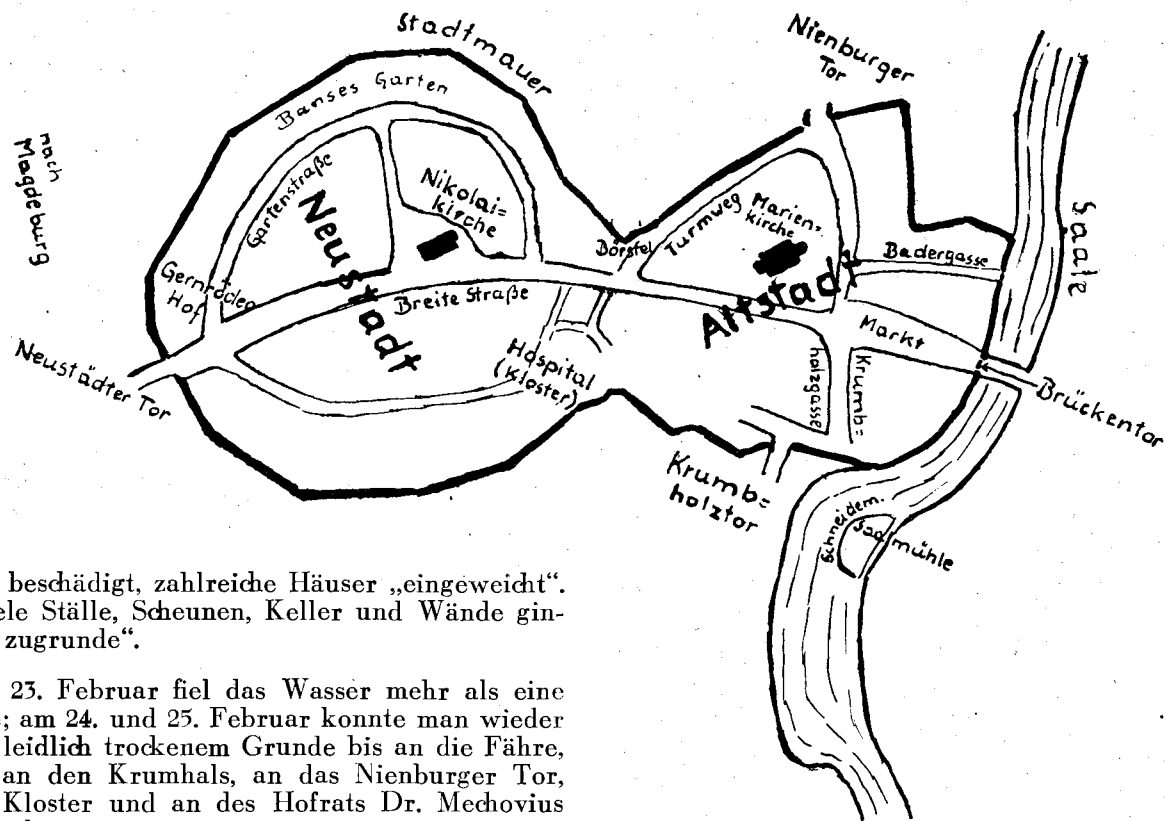 Stadtmauer
Nienburger
Tor
Banses Garten
nach
Magdeburg
Gartenstraße
Neustadt
Nikolai=
kirche
Turmweg
Marien-
kirche
Saale
Börstel
Badergasse
Gernröder
Hof
Breite Straße
Altstadt
Markt
Neustädter Tor
Hospital
(Kloster)
Krumb=
holzgasse
Brückentor
Krumb=
holztor
Schneidem.
Saalmühle
beschädigt, zahlreiche Häuser „eingeweicht“.
ele Ställe, Scheunen, Keller und Wände gin-
zugrunde“.
23. Februar fiel das Wasser mehr als eine
; am 24. und 25. Februar konnte man wieder
leidlich trockenem Grunde bis an die Fähre,
an den Krumhals, an das Nienburger Tor,
Kloster und an des Hofrats Dr. Mechovius